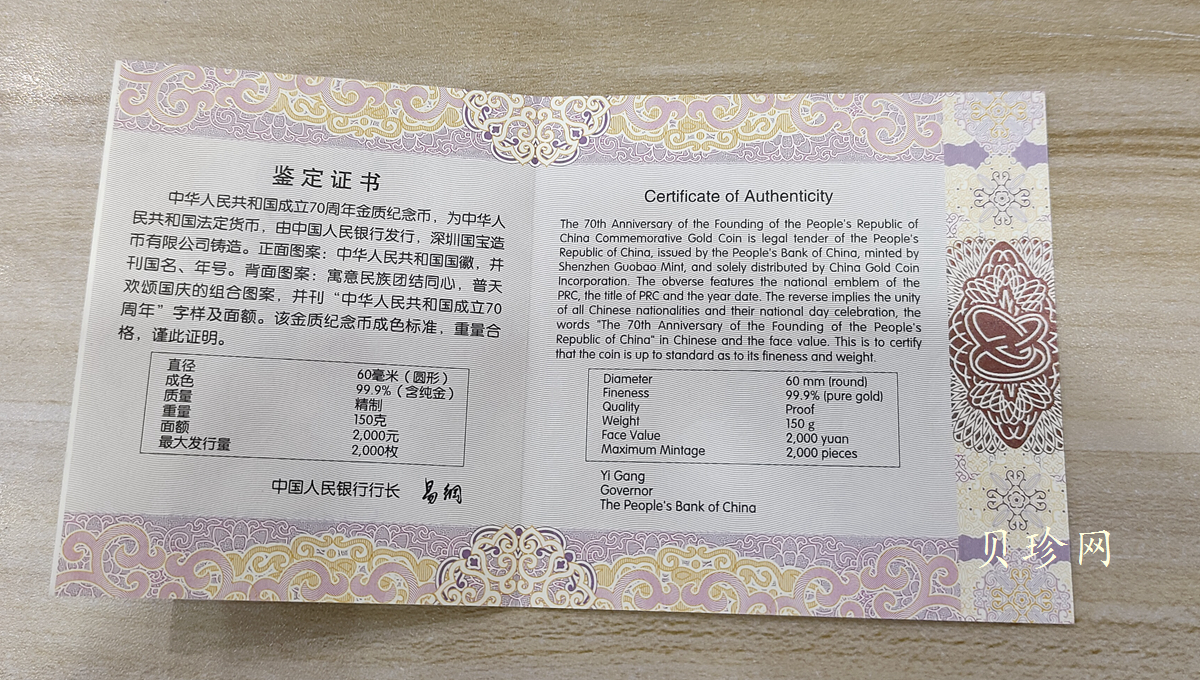 鉴定证书
中华人民共和国成立70周年金质纪念币，为中华人
民共和国法定货币，由中国人民银行发行，深圳国宝造
币有限公司铸造。正面图案：中华人民共和国国徽，并
刊国名、年号。背面图案：寓意民族团结同心，普天
欢颂国庆的组合图案，并刊“中华人民共和国成立70
周年”字样及面额。该金质纪念币成色标准，重量合
格，谨此证明。
直径 60毫米（圆形）
成色 99.9%（含纯金）
质量 精制
重量 150克
面额 2,000元
最大发行量 2,000枚
中国人民银行行长 易纲
Certificate of Authenticity
The 70th Anniversary of the Founding of the People's Republic of
China Commemorative Gold Coin is legal tender of the People's
Republic of China, issued by the People's Bank of China, minted by
Shenzhen Guobao Mint, and solely distributed by China Gold Coin
Incorporation. The obverse features the national emblem of the
PRC, the title of PRC and the year date. The reverse implies the unity
of all Chinese nationalities and their national day celebration, the
words "The 70th Anniversary of the Founding of the People's
Republic of China" in Chinese and the face value. This is to certify
that the coin is up to standard as to its fineness and weight.
Diameter 60 mm (round)
Fineness 99.9% (pure gold)
Quality Proof
Weight 150 g
Face Value 2,000 yuan
Maximum Mintage 2,000 pieces
Yi Gang
Governor
The People's Bank of China
贝珍网